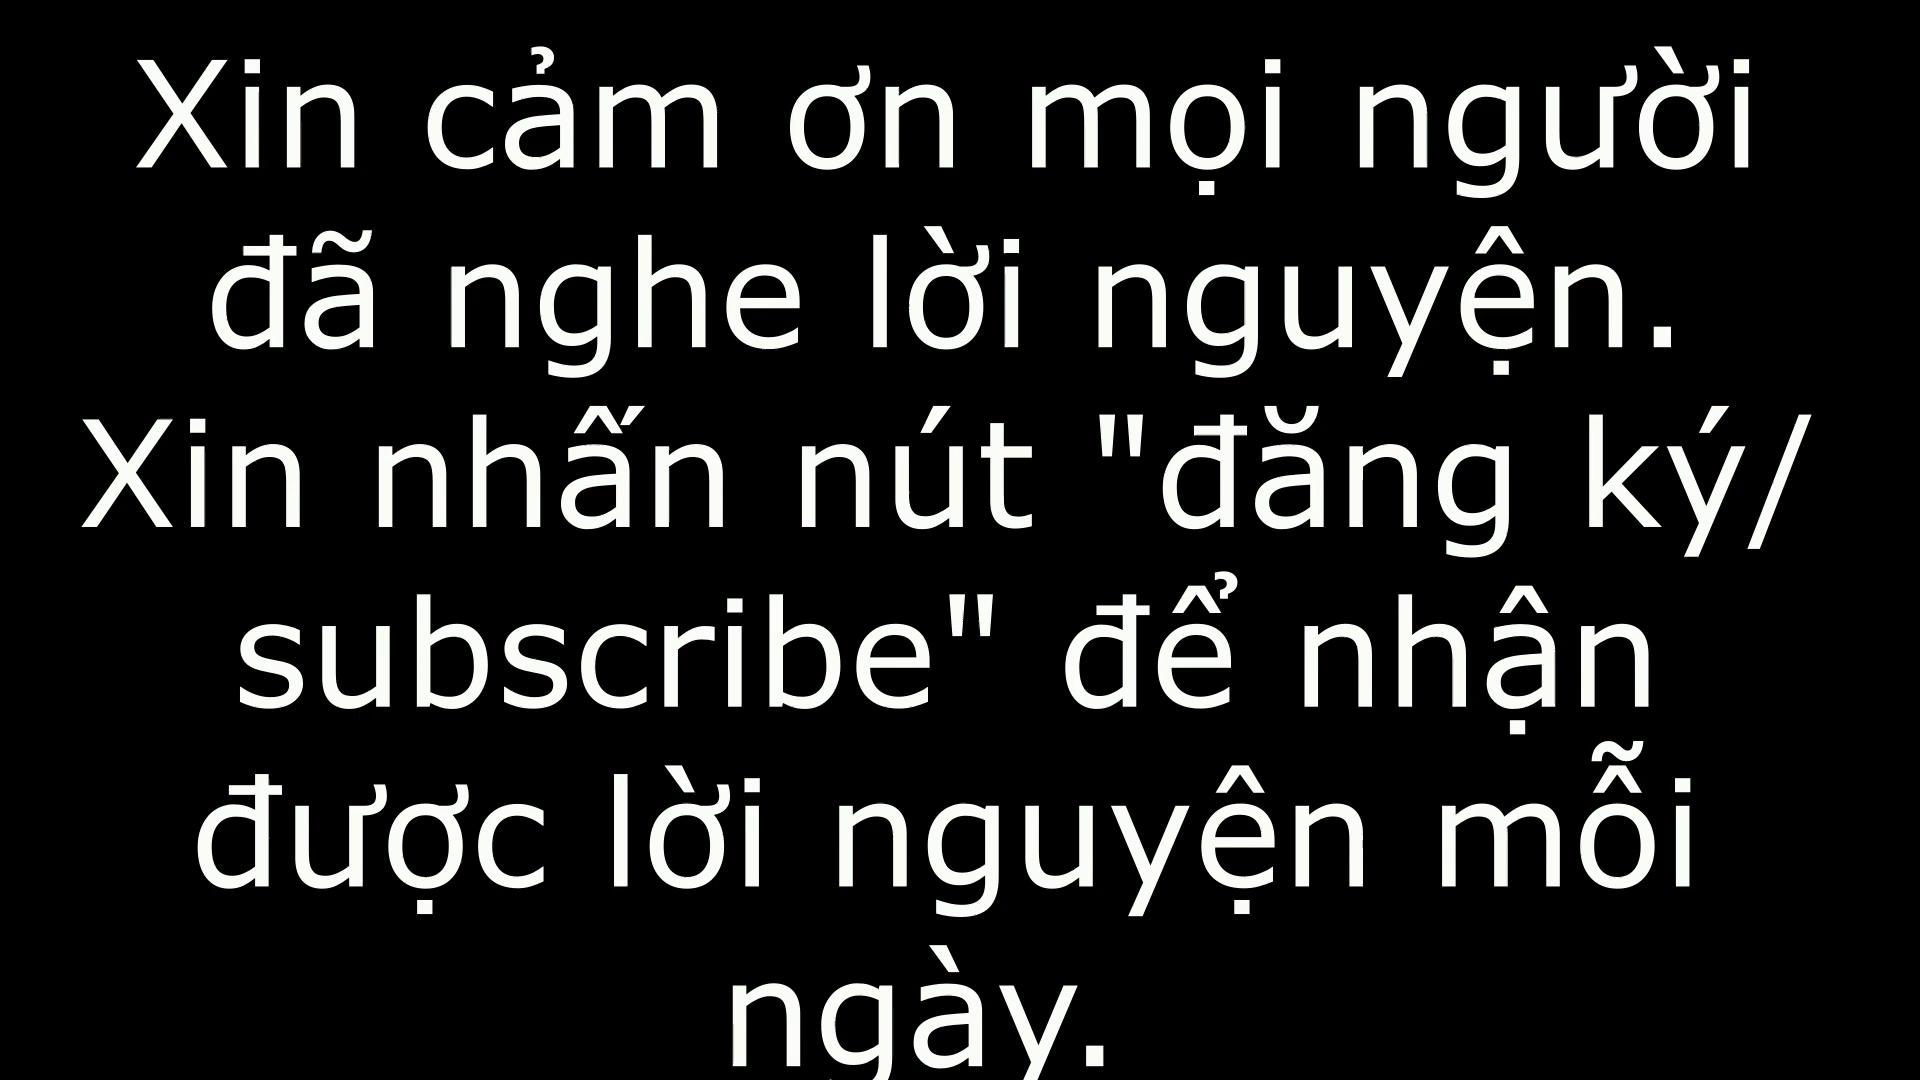 Xin cảm ơn mọi người
đã nghe lời nguyện.
Xin nhấn nút "đăng ký/
subscribe" để nhận
được lời nguyện mỗi
ngày.